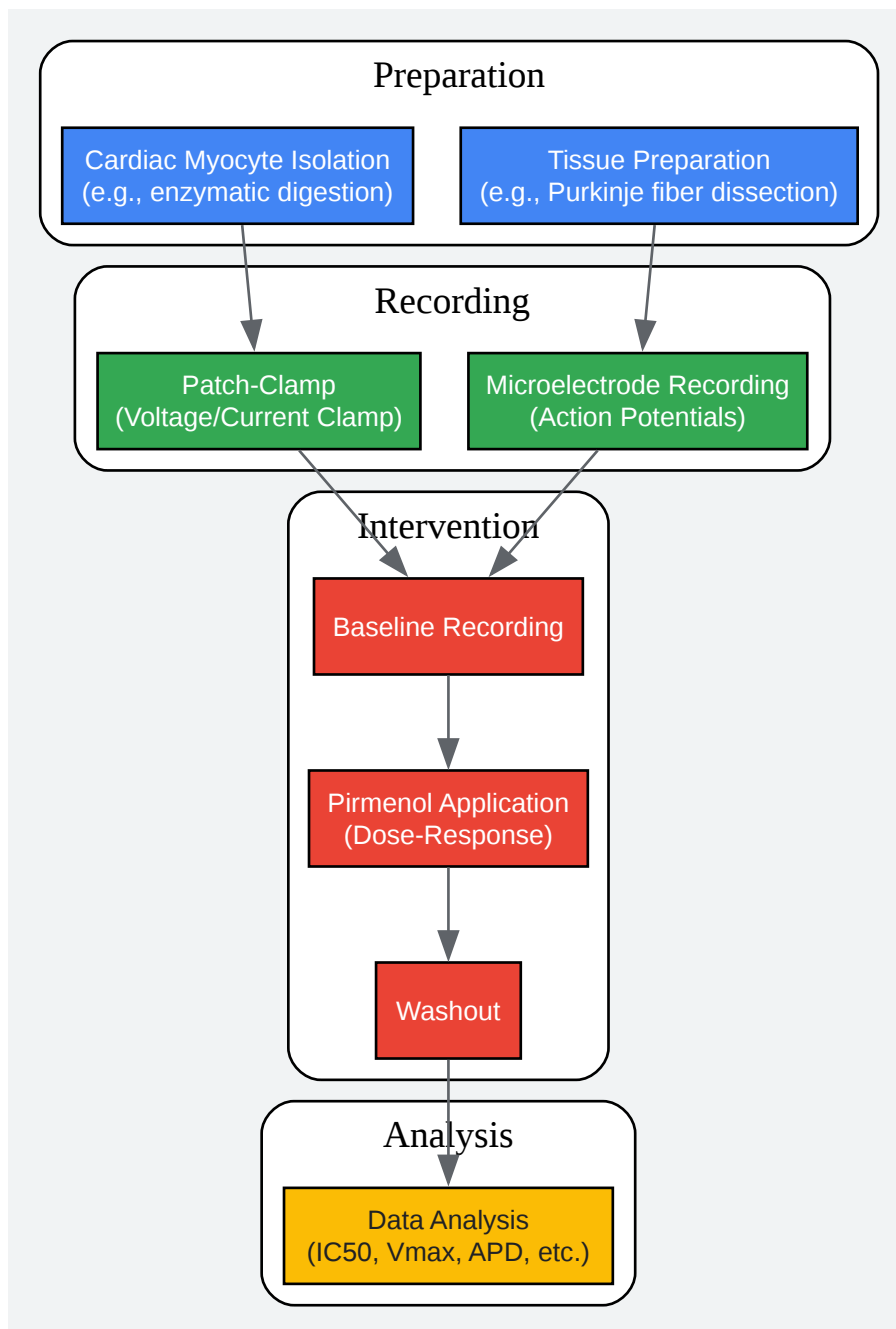 Preparation
Cardiac Myocyte Isolation
(e.g., enzymatic digestion)
Tissue Preparation
(e.g., Purkinje fiber dissection)
Recording
Patch-Clamp
(Voltage/Current Clamp)
Microelectrode Recording
(Action Potentials)
Intervention
Baseline Recording
Pirmenol Application
(Dose-Response)
Washout
Analysis
Data Analysis
(IC50, Vmax, APD, etc.)